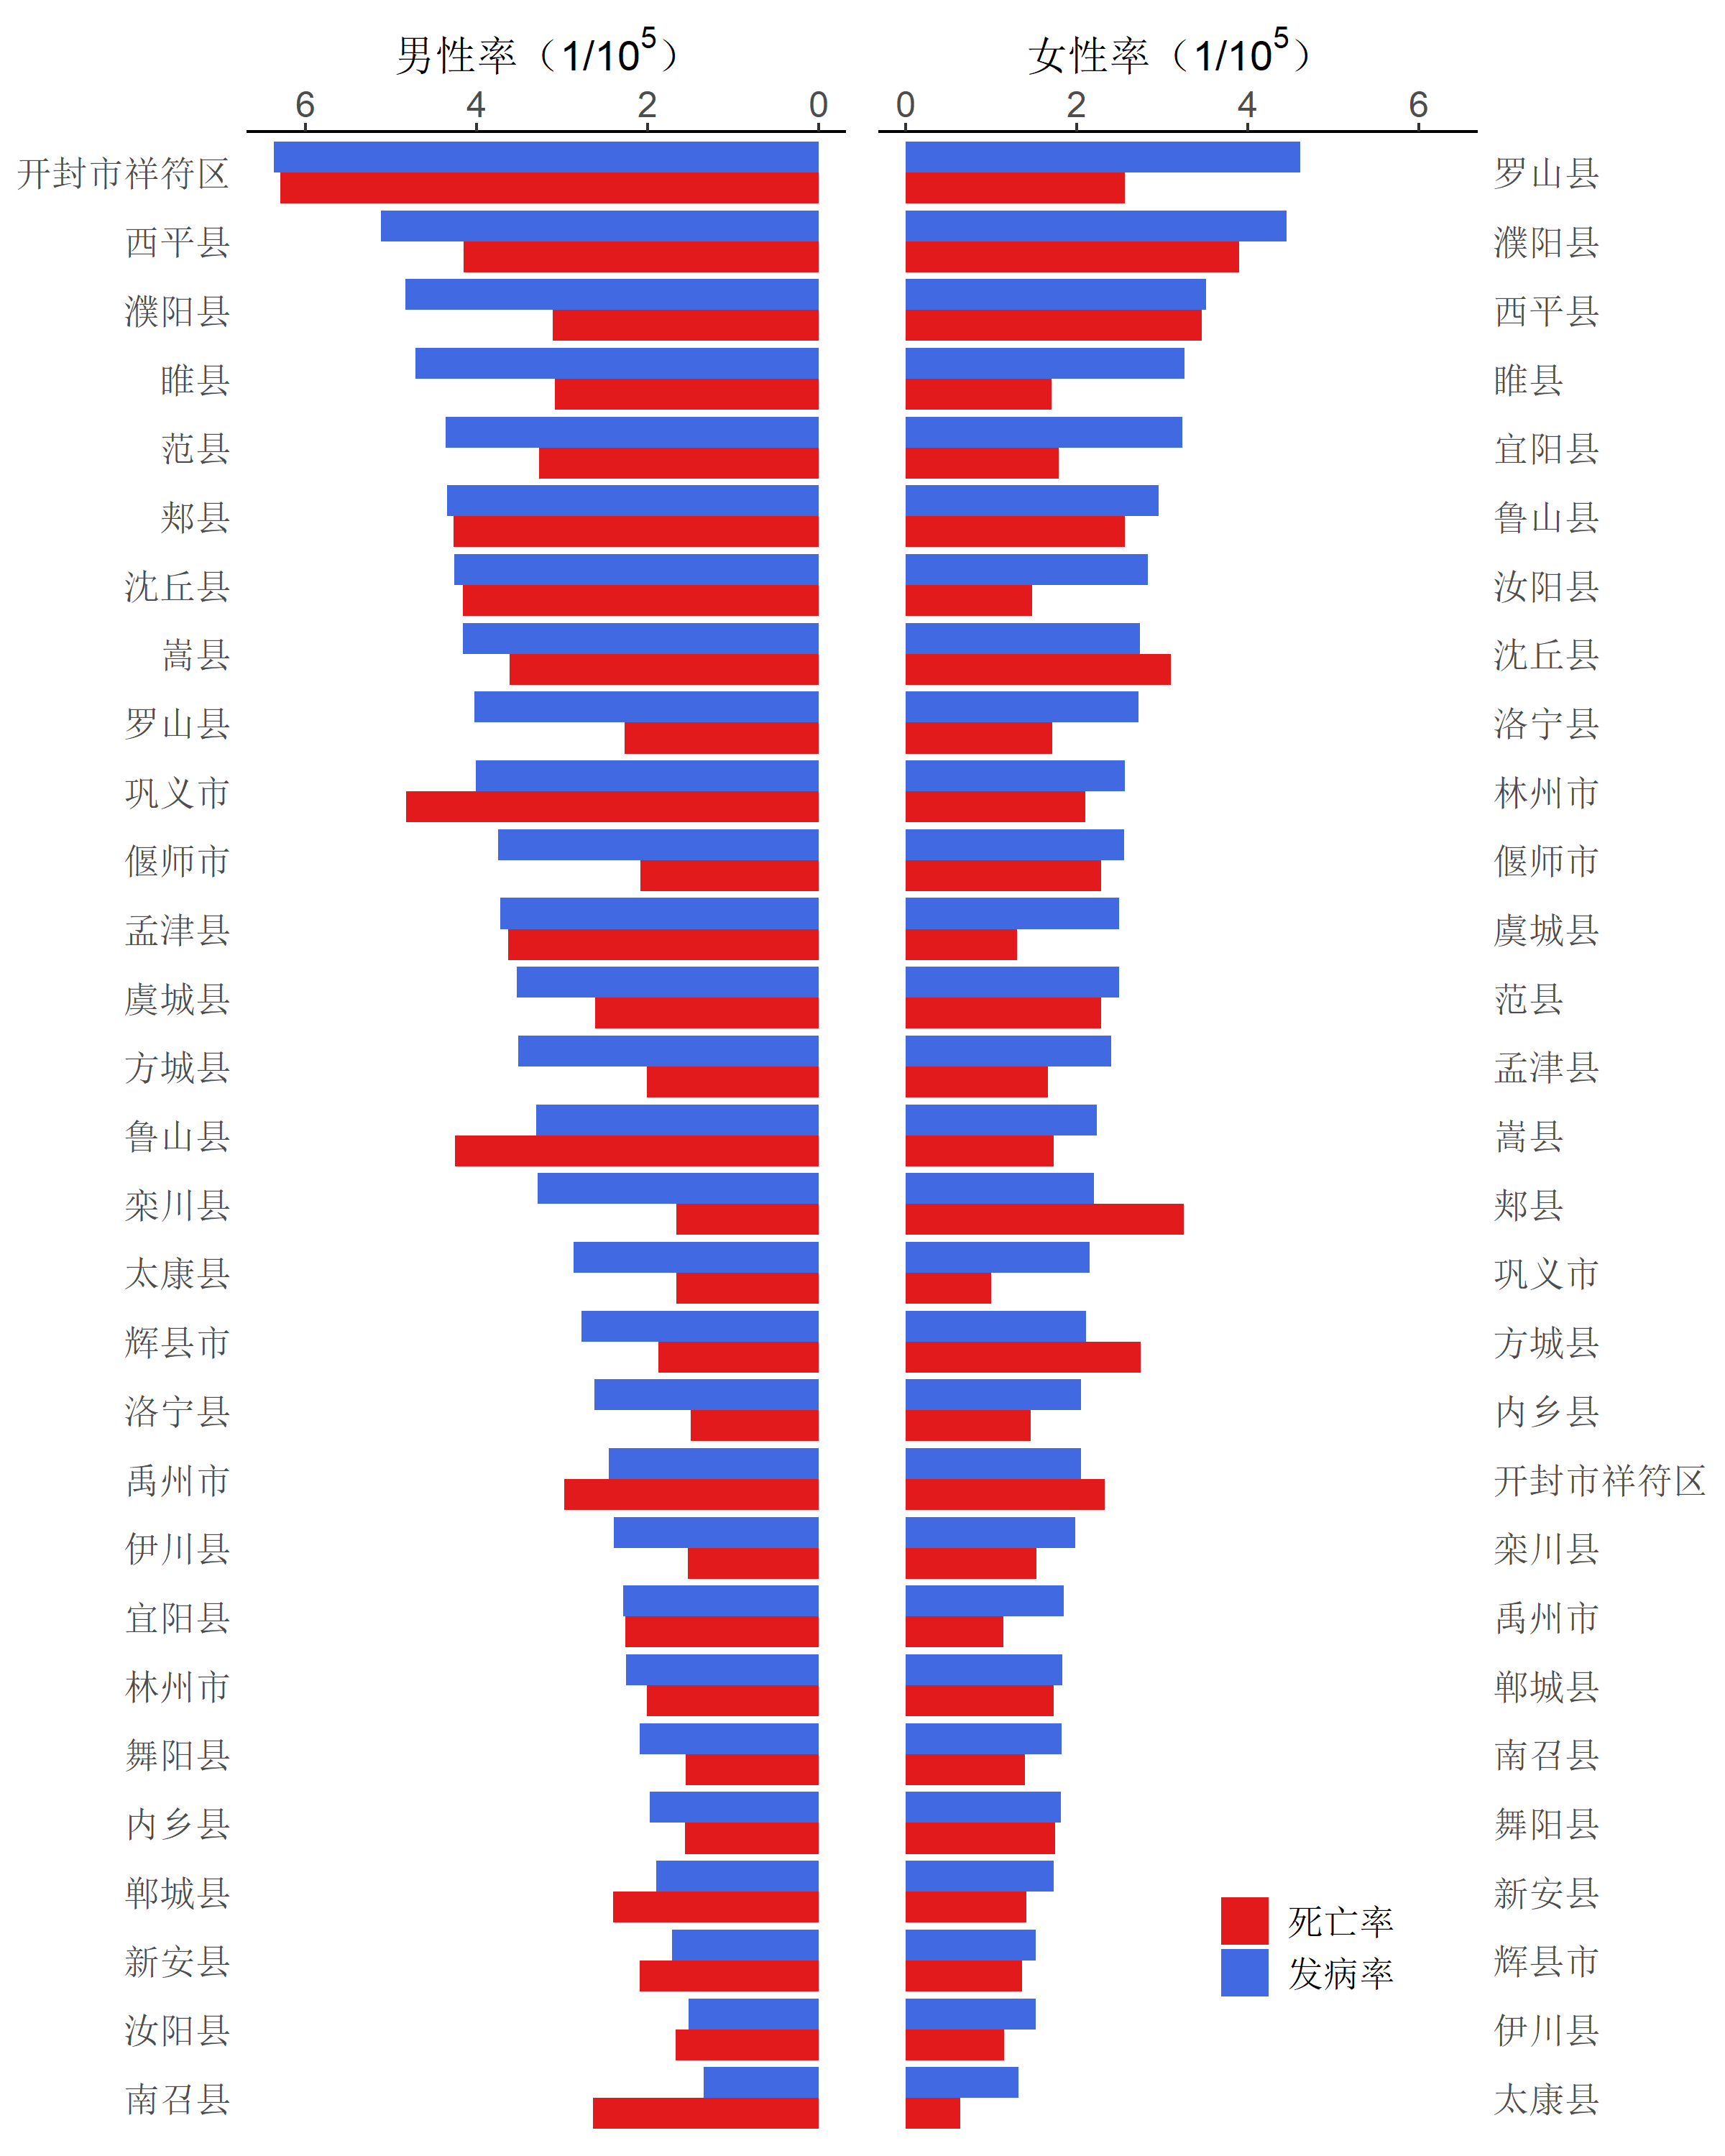 男性率（1/10⁵） 女性率（1/10⁵）
6 4 2 0 0 2 4 6
开封市祥符区 罗山县
西平县 濮阳县
濮阳县 西平县
睢县 睢县
范县 宜阳县
郏县 鲁山县
沈丘县 汝阳县
嵩县 沈丘县
罗山县 洛宁县
巩义市 林州市
偃师市 偃师市
孟津县 虞城县
虞城县 范县
方城县 孟津县
鲁山县 嵩县
栾川县 郏县
太康县 巩义市
辉县市 方城县
洛宁县 内乡县
禹州市 开封市祥符区
伊川县 栾川县
宜阳县 禹州市
林州市 郸城县
舞阳县 南召县
内乡县 舞阳县
郸城县 新安县
死亡率
新安县 辉县市
发病率
汝阳县 伊川县
南召县 太康县